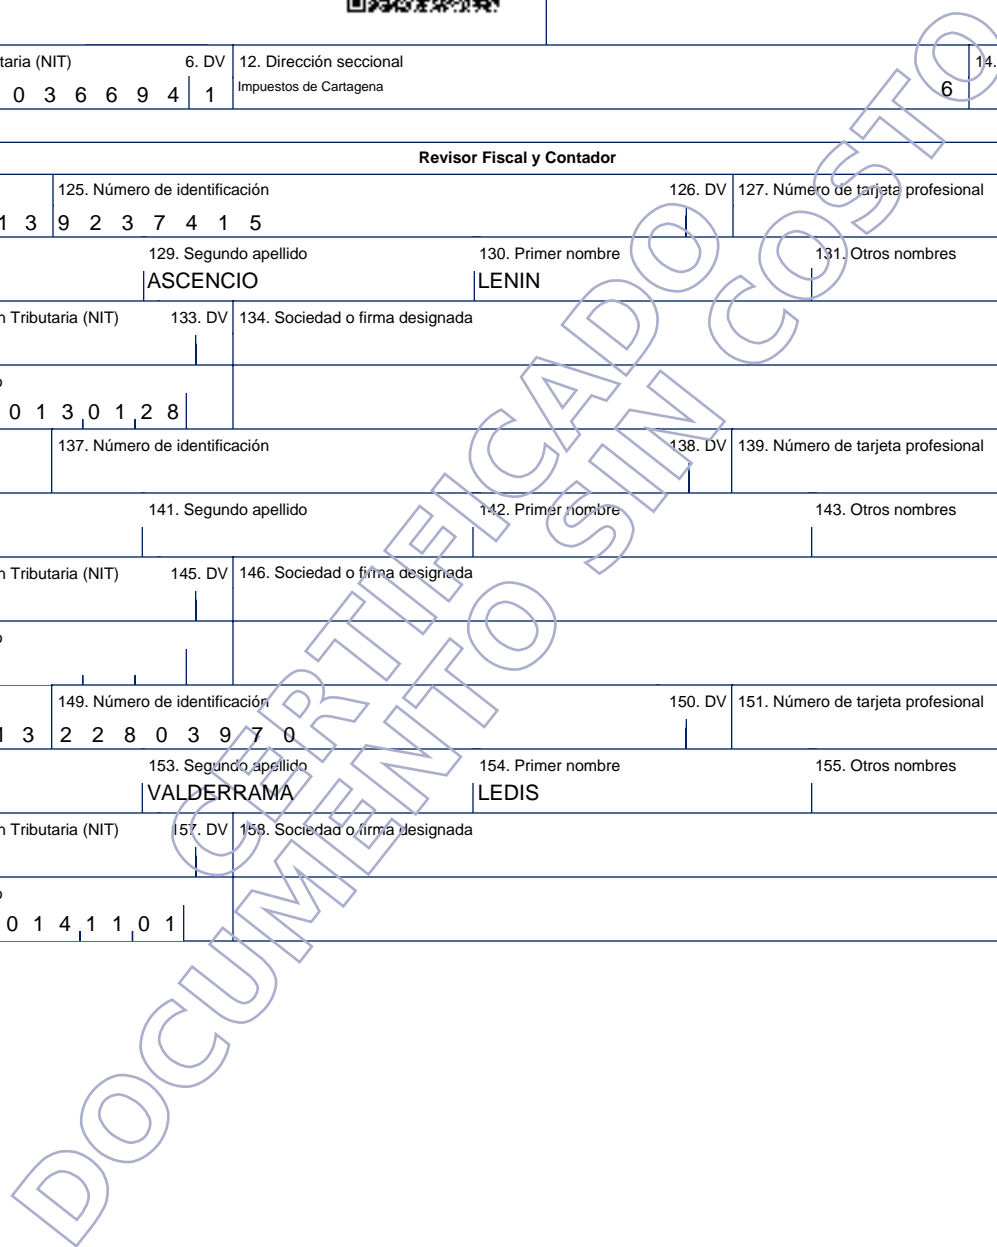 taria (NIT) 6. DV 12. Dirección seccional 14.
0 3 6 6 9 4 1 Impuestos de Cartagena 6
Revisor Fiscal y Contador
125. Número de identificación 126. DV 127. Número de tarjeta profesional
1 3 9 2 3 7 4 1 5
129. Segundo apellido 130. Primer nombre 131. Otros nombres
ASCENCIO LENIN
n Tributaria (NIT) 133. DV 134. Sociedad o firma designada
o
0 1 3 0 1 2 8
137. Número de identificación 138. DV 139. Número de tarjeta profesional
141. Segundo apellido 142. Primer nombre 143. Otros nombres
n Tributaria (NIT) 145. DV 146. Sociedad o firma designada
o
149. Número de identificación 150. DV 151. Número de tarjeta profesional
1 3 2 2 8 0 3 9 7 0
153. Segundo apellido 154. Primer nombre 155. Otros nombres
VALDERRAMA LEDIS
n Tributaria (NIT) 157. DV 158. Sociedad o firma designada
o
0 1 4 1 1 0 1
CERTIFICADO
DOCUMENTO SIN COSTO